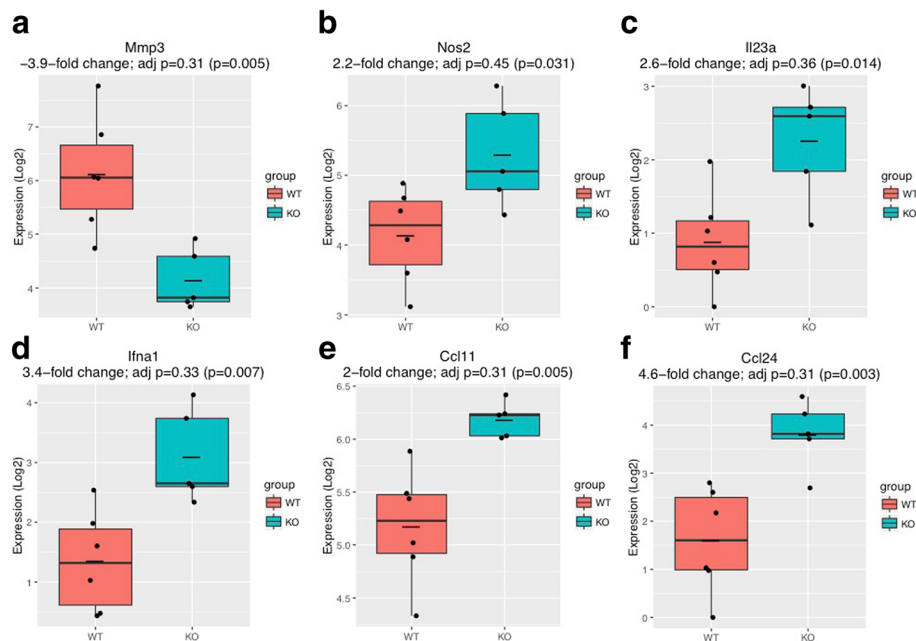 a
Mmp3
−3.9−fold change; adj p=0.31 (p=0.005)
Expression (Log2)
7
6
5
4
WT
KO
group
WT
KO
b
Nos2
2.2−fold change; adj p=0.45 (p=0.031)
Expression (Log2)
6
5
4
3
WT
KO
group
WT
KO
c
Il23a
2.6−fold change; adj p=0.36 (p=0.014)
Expression (Log2)
3
2
1
0
WT
KO
group
WT
KO
d
Ifna1
3.4−fold change; adj p=0.33 (p=0.007)
Expression (Log2)
4
3
2
1
WT
KO
group
WT
KO
e
Ccl11
2−fold change; adj p=0.31 (p=0.005)
Expression (Log2)
6.5
6.0
5.5
5.0
4.5
WT
KO
group
WT
KO
f
Ccl24
4.6−fold change; adj p=0.31 (p=0.003)
Expression (Log2)
4
3
2
1
0
WT
KO
group
WT
KO